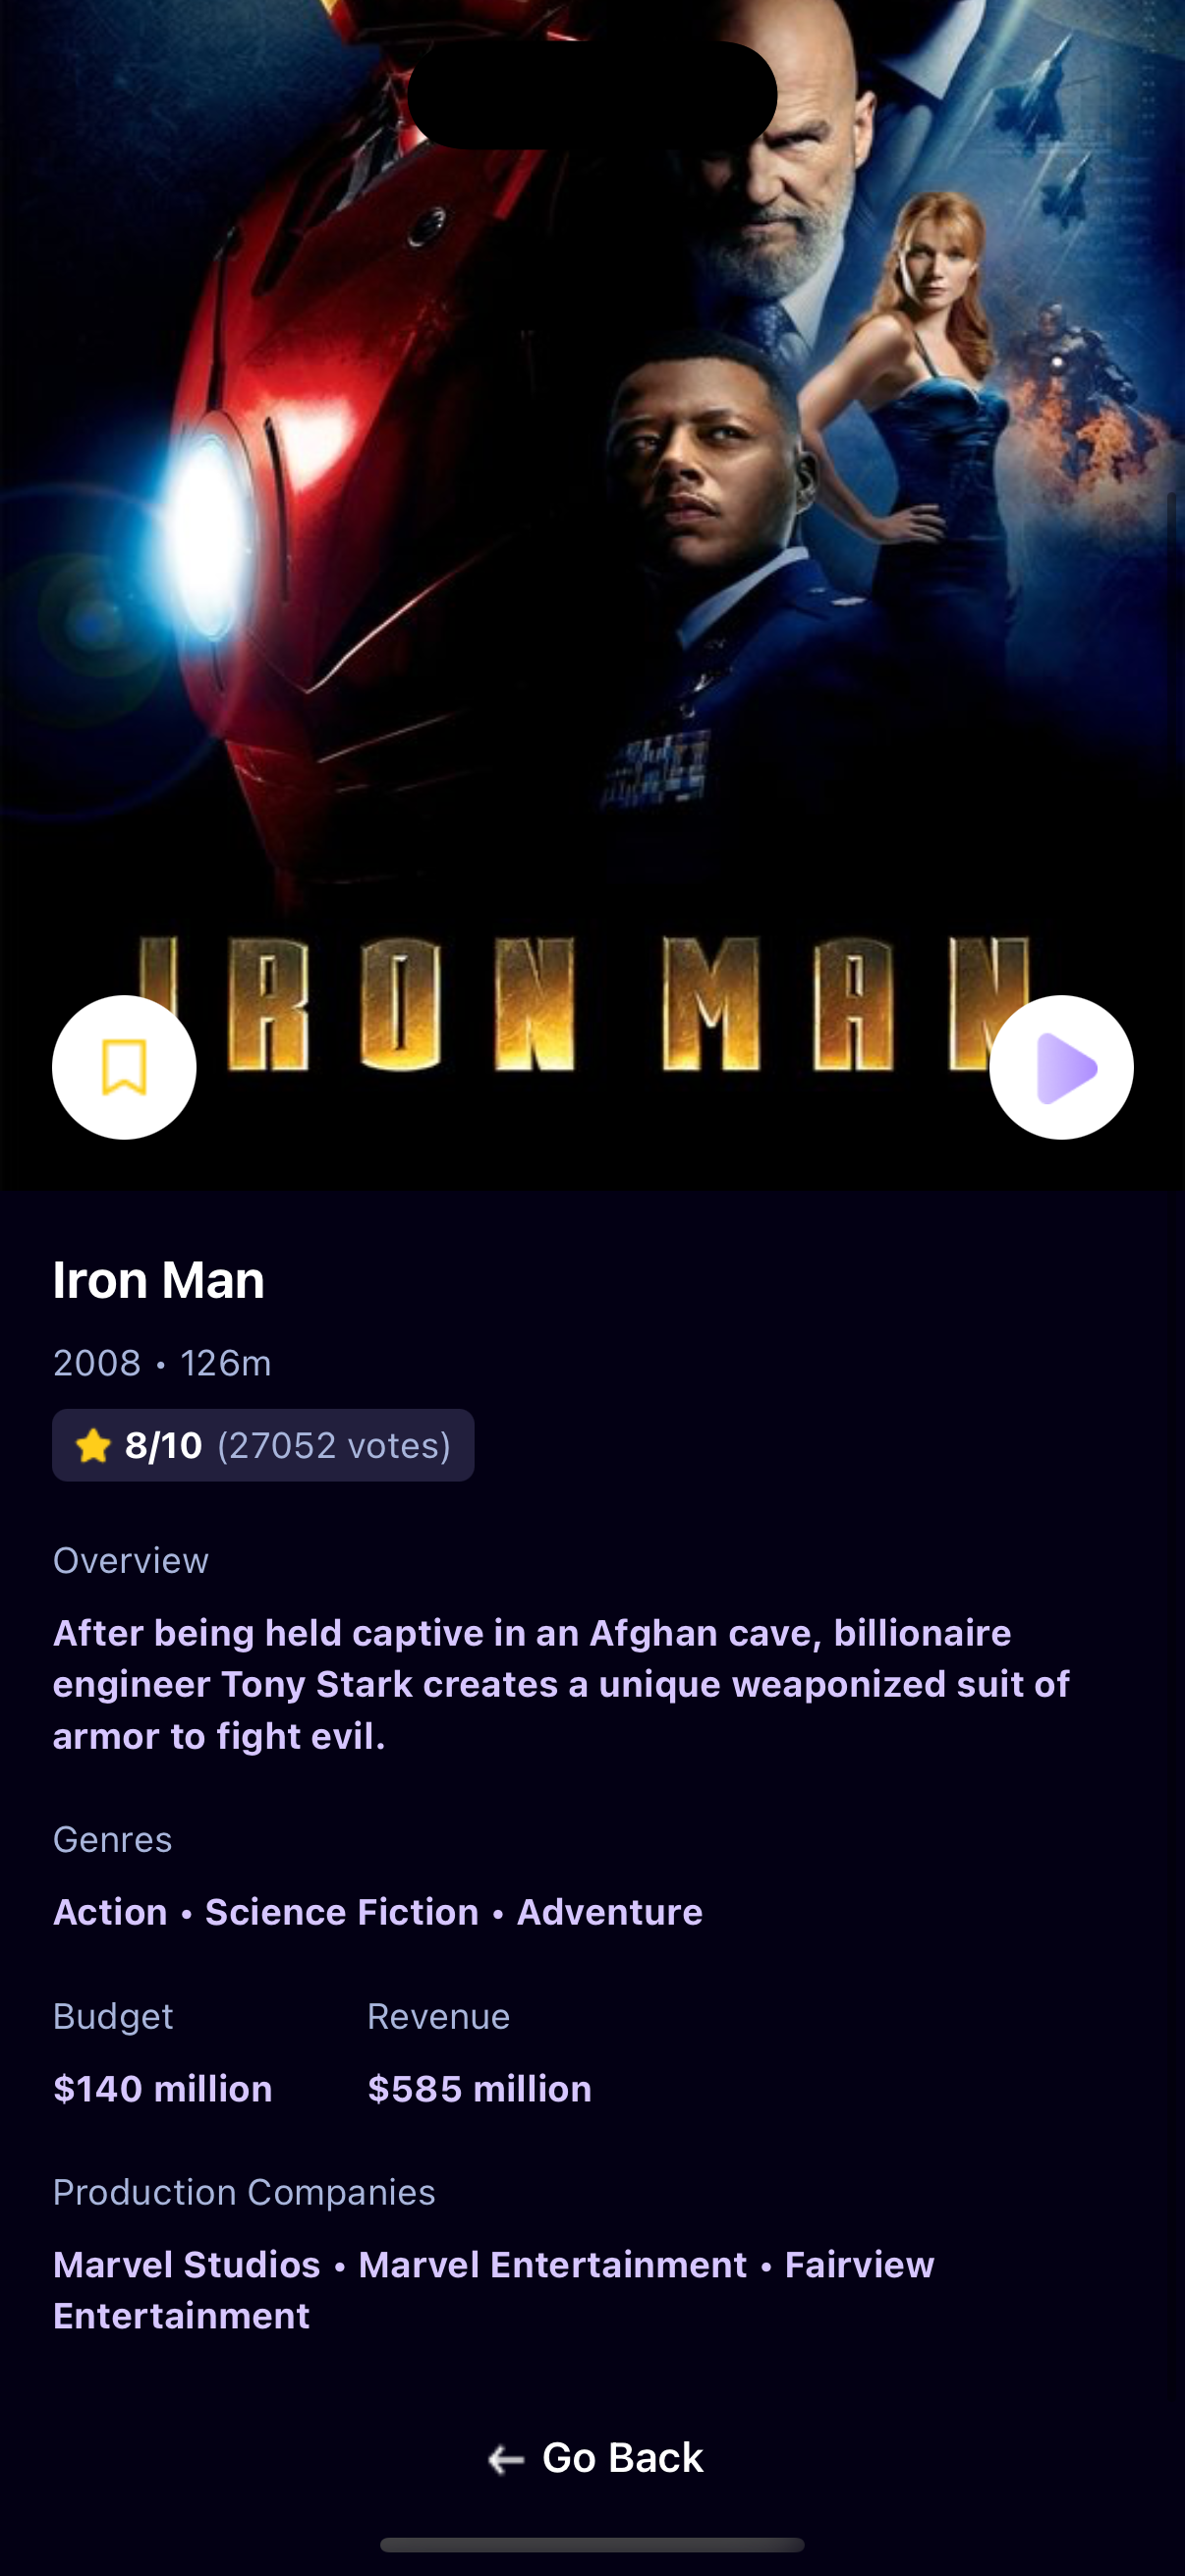 IRON MAN
Iron Man
2008 • 126m
8/10 (27052 votes)
Overview
After being held captive in an Afghan cave, billionaire
engineer Tony Stark creates a unique weaponized suit of
armor to fight evil.
Genres
Action • Science Fiction • Adventure
Budget Revenue
$140 million $585 million
Production Companies
Marvel Studios • Marvel Entertainment • Fairview
Entertainment
← Go Back